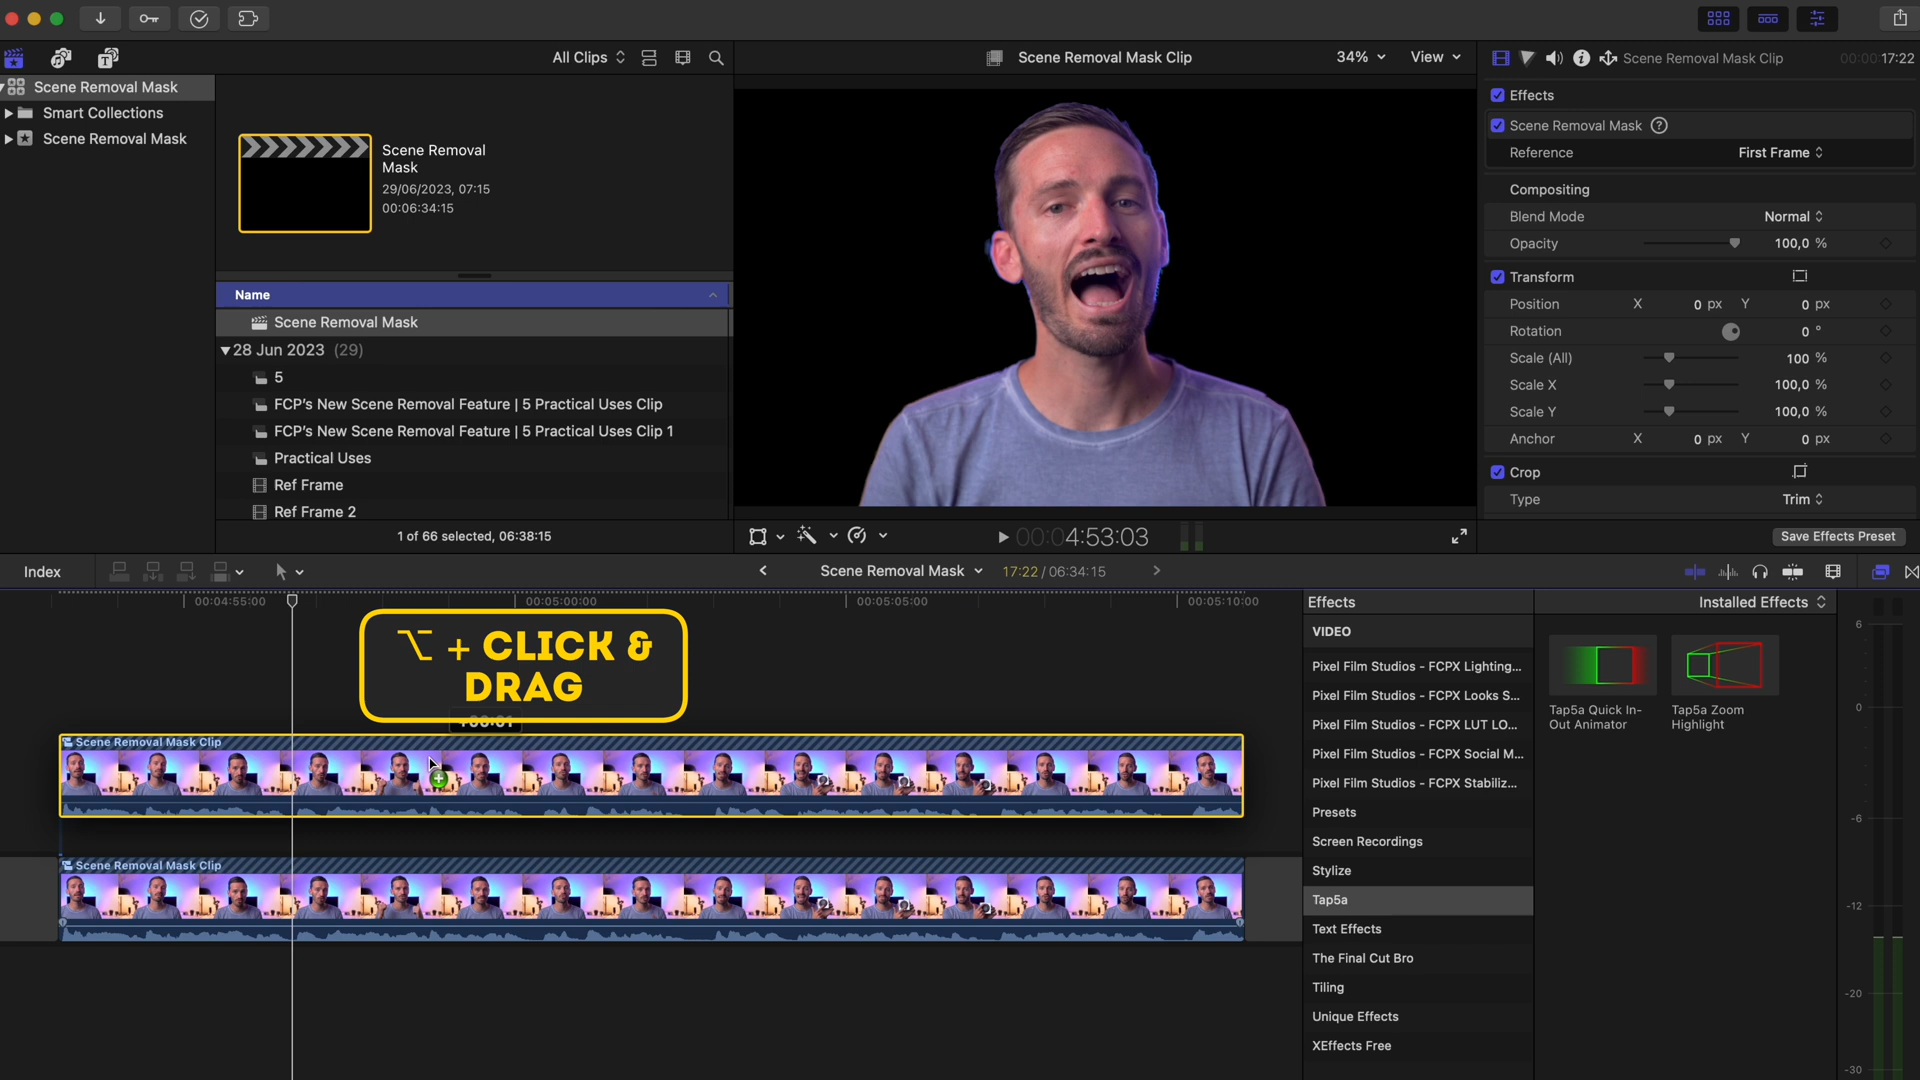 All Clips
Scene Removal Mask Clip
34%
View
Scene Removal Mask Clip
00:00:17:22
Scene Removal Mask
Smart Collections
Scene Removal Mask
Scene Removal
Mask
29/06/2023, 07:15
00:06:34:15
Name
Scene Removal Mask
28 Jun 2023 (29)
5
FCP's New Scene Removal Feature | 5 Practical Uses Clip
FCP's New Scene Removal Feature | 5 Practical Uses Clip 1
Practical Uses
Ref Frame
Ref Frame 2
1 of 66 selected, 06:38:15
00:04:53:03
Effects
Scene Removal Mask
Reference First Frame
Compositing
Blend Mode Normal
Opacity 100,0 %
Transform
Position X 0 px Y 0 px
Rotation 0 °
Scale (All) 100 %
Scale X 100,0 %
Scale Y 100,0 %
Anchor X 0 px Y 0 px
Crop
Type Trim
Save Effects Preset
Index
Scene Removal Mask
17:22 / 06:34:15
00:04:55:00
00:05:00:00
00:05:05:00
00:05:10:00
⌥ + CLICK &
DRAG
Scene Removal Mask Clip
Scene Removal Mask Clip
Effects
Installed Effects
VIDEO
Pixel Film Studios - FCPX Lighting...
Pixel Film Studios - FCPX Looks S...
Pixel Film Studios - FCPX LUT LO...
Pixel Film Studios - FCPX Social M...
Pixel Film Studios - FCPX Stabiliz...
Presets
Screen Recordings
Stylize
Tap5a
Text Effects
The Final Cut Bro
Tiling
Unique Effects
XEffects Free
Tap5a Quick In-
Out Animator
Tap5a Zoom
Highlight
6
0
-6
-12
-20
-30